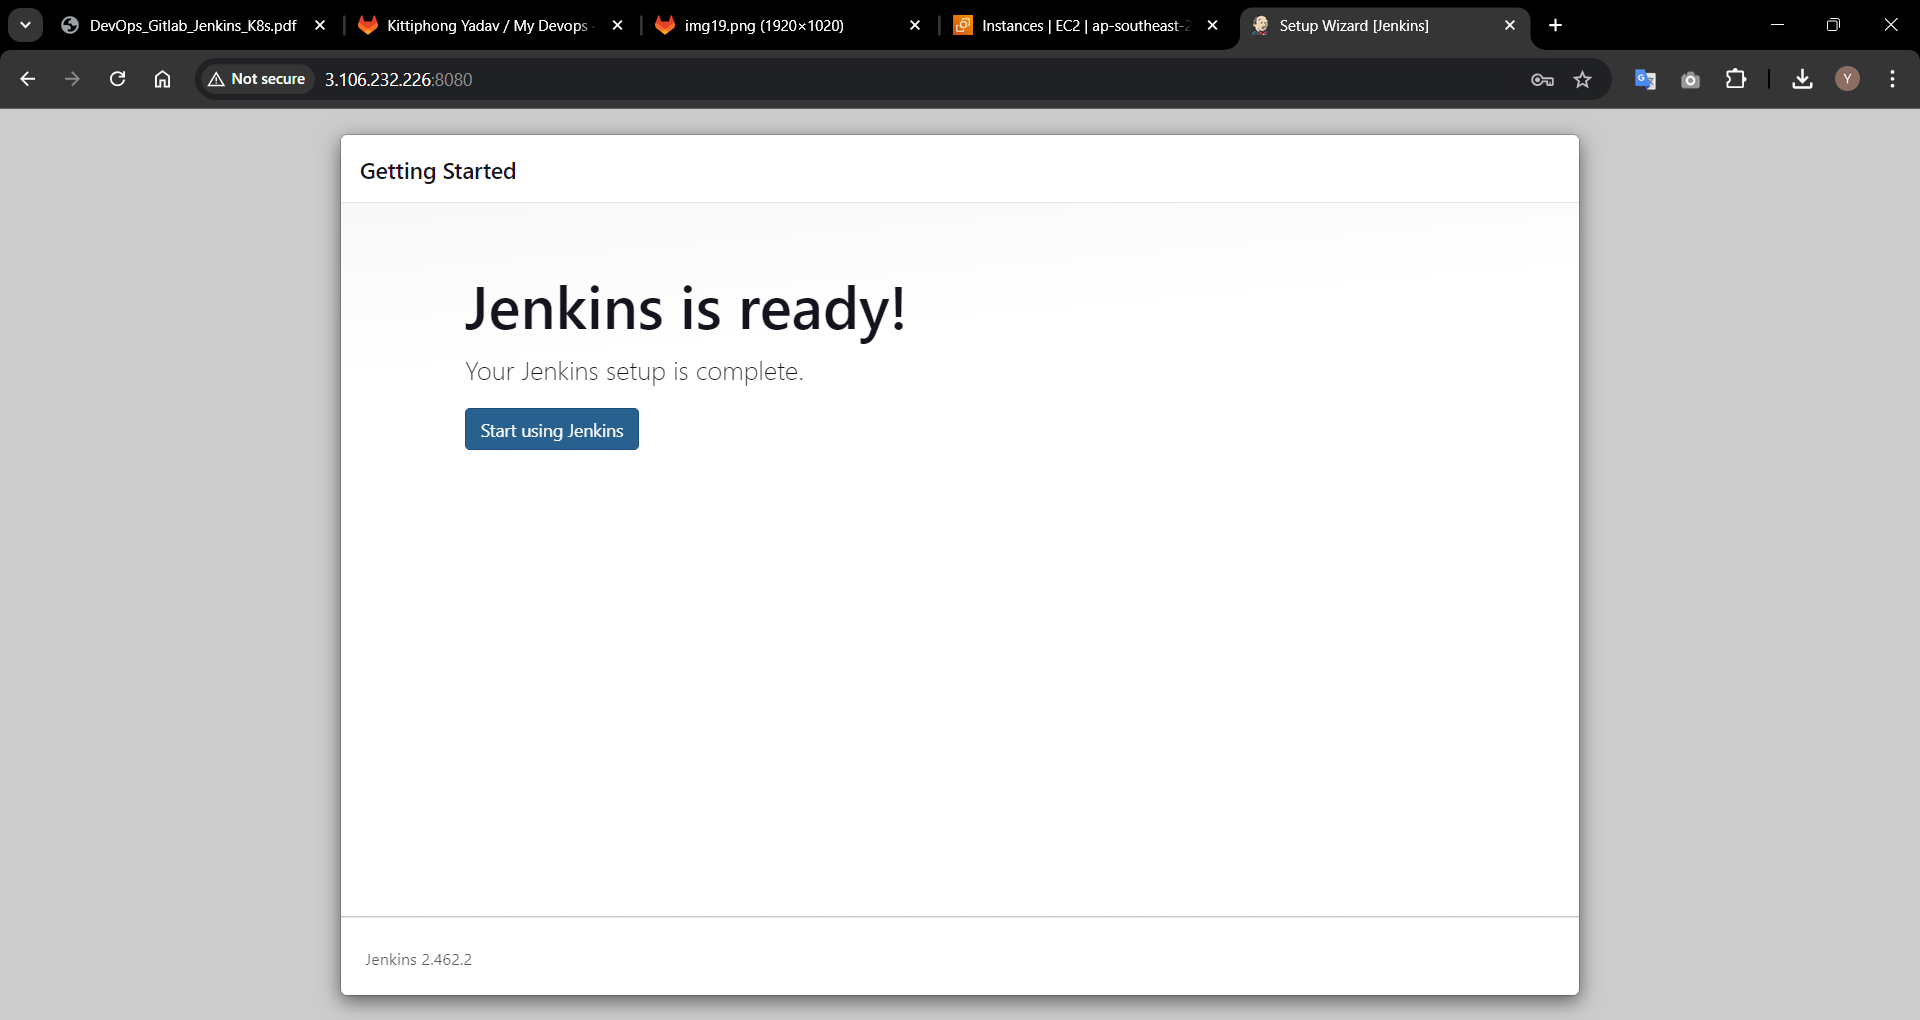 DevOps_Gitlab_Jenkins_K8s.pdf
Kittiphong Yadav / My Devops
img19.png (1920×1020)
Instances | EC2 | ap-southeast-2
Setup Wizard [Jenkins]
Not secure
3.106.232.226:8080
Y
Getting Started
Jenkins is ready!
Your Jenkins setup is complete.
Start using Jenkins
Jenkins 2.462.2